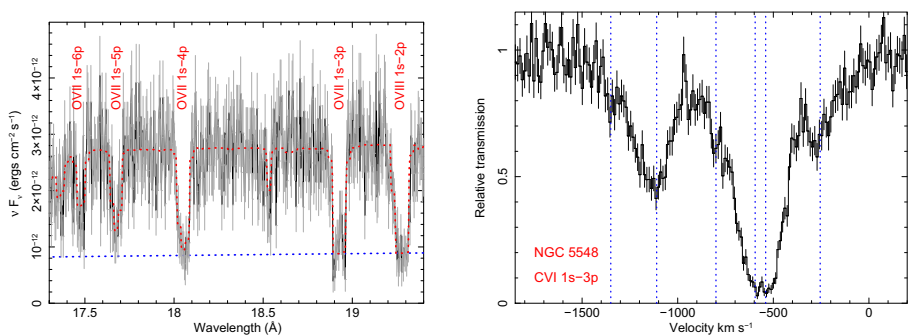 OVII 1s−6p
OVII 1s−5p
OVII 1s−4p
OVII 1s−3p
OVIII 1s−2p
ν Fν (ergs cm−2 s−1)
0
10−12
2×10−12
3×10−12
4×10−12
17.5
18
18.5
19
Wavelength (Å)
Relative transmission
0
0.5
1
NGC 5548
CVI 1s−3p
−1500
−1000
−500
0
Velocity km s−1